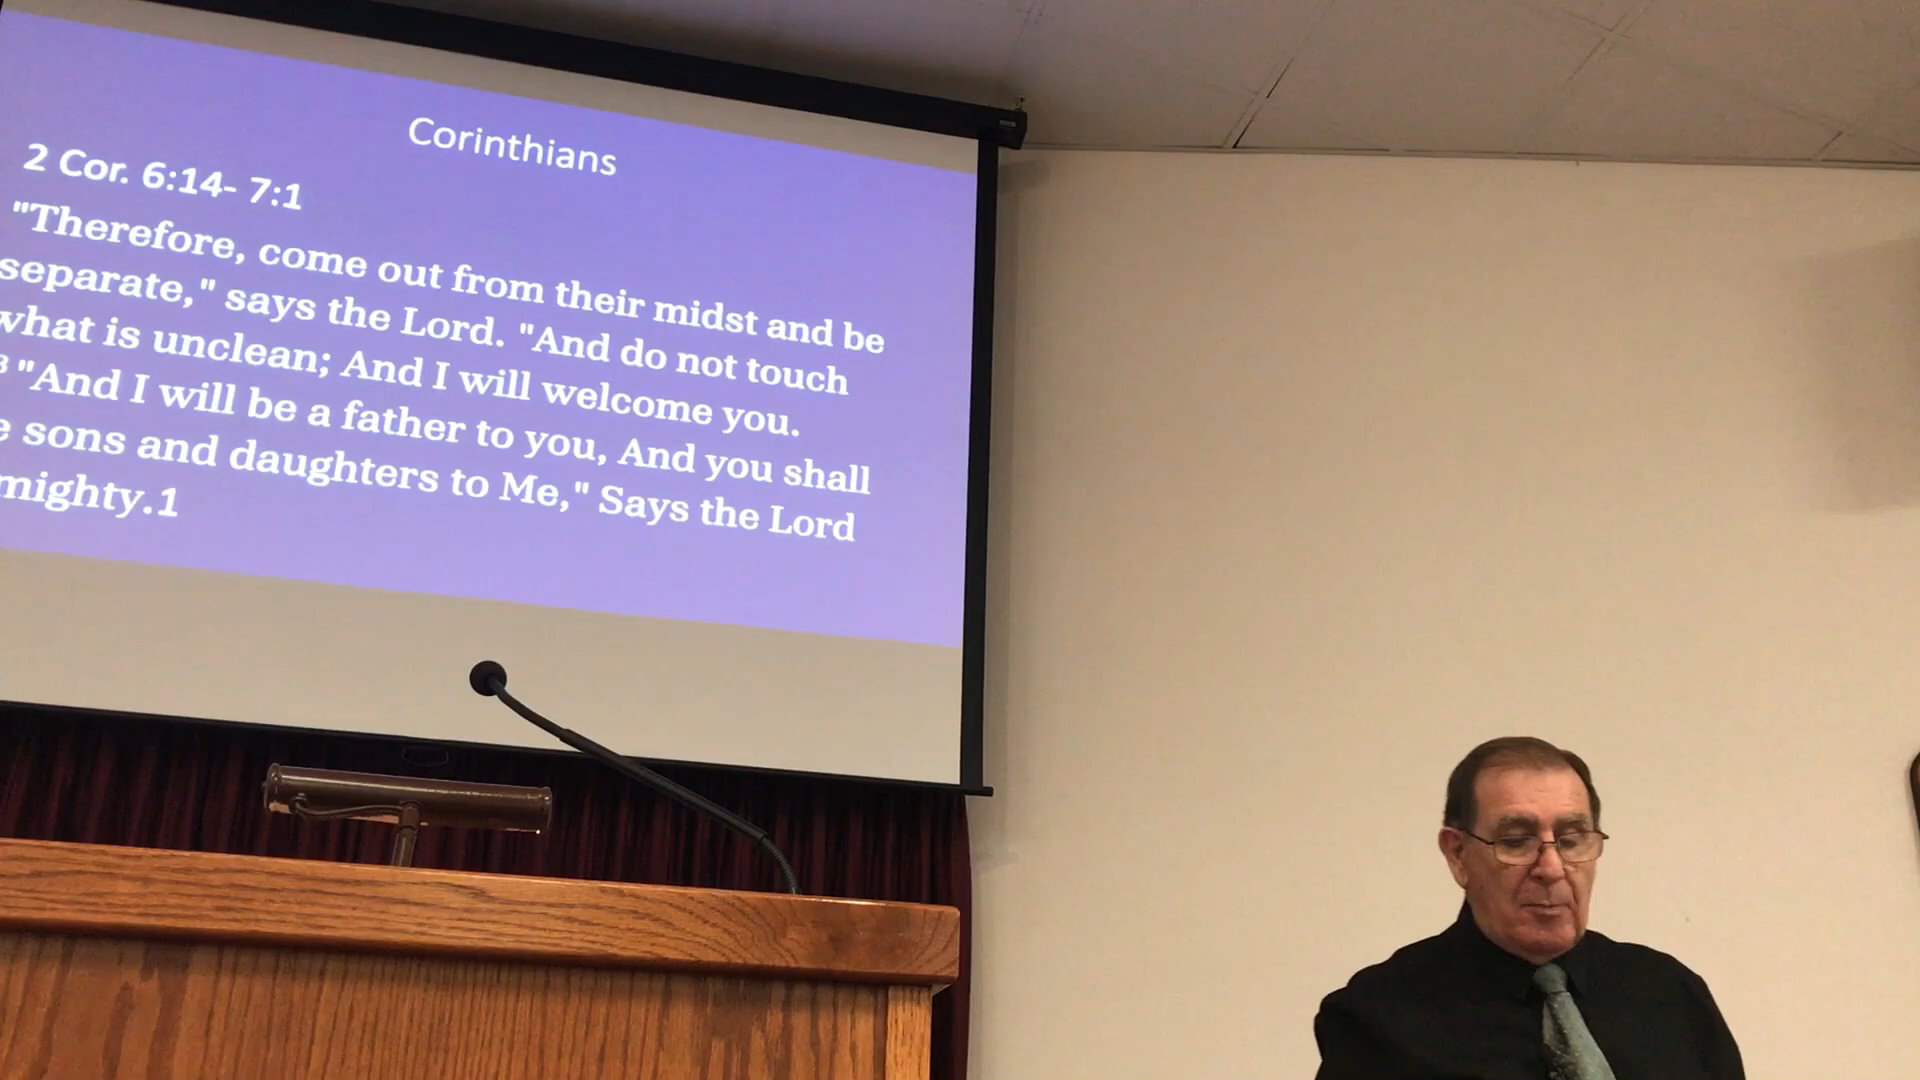 Corinthians
2 Cor. 6:14- 7:1
"Therefore, come out from their midst and be
separate," says the Lord. "And do not touch
what is unclean; And I will welcome you.
"And I will be a father to you, And you shall
sons and daughters to Me," Says the Lord
mighty.1